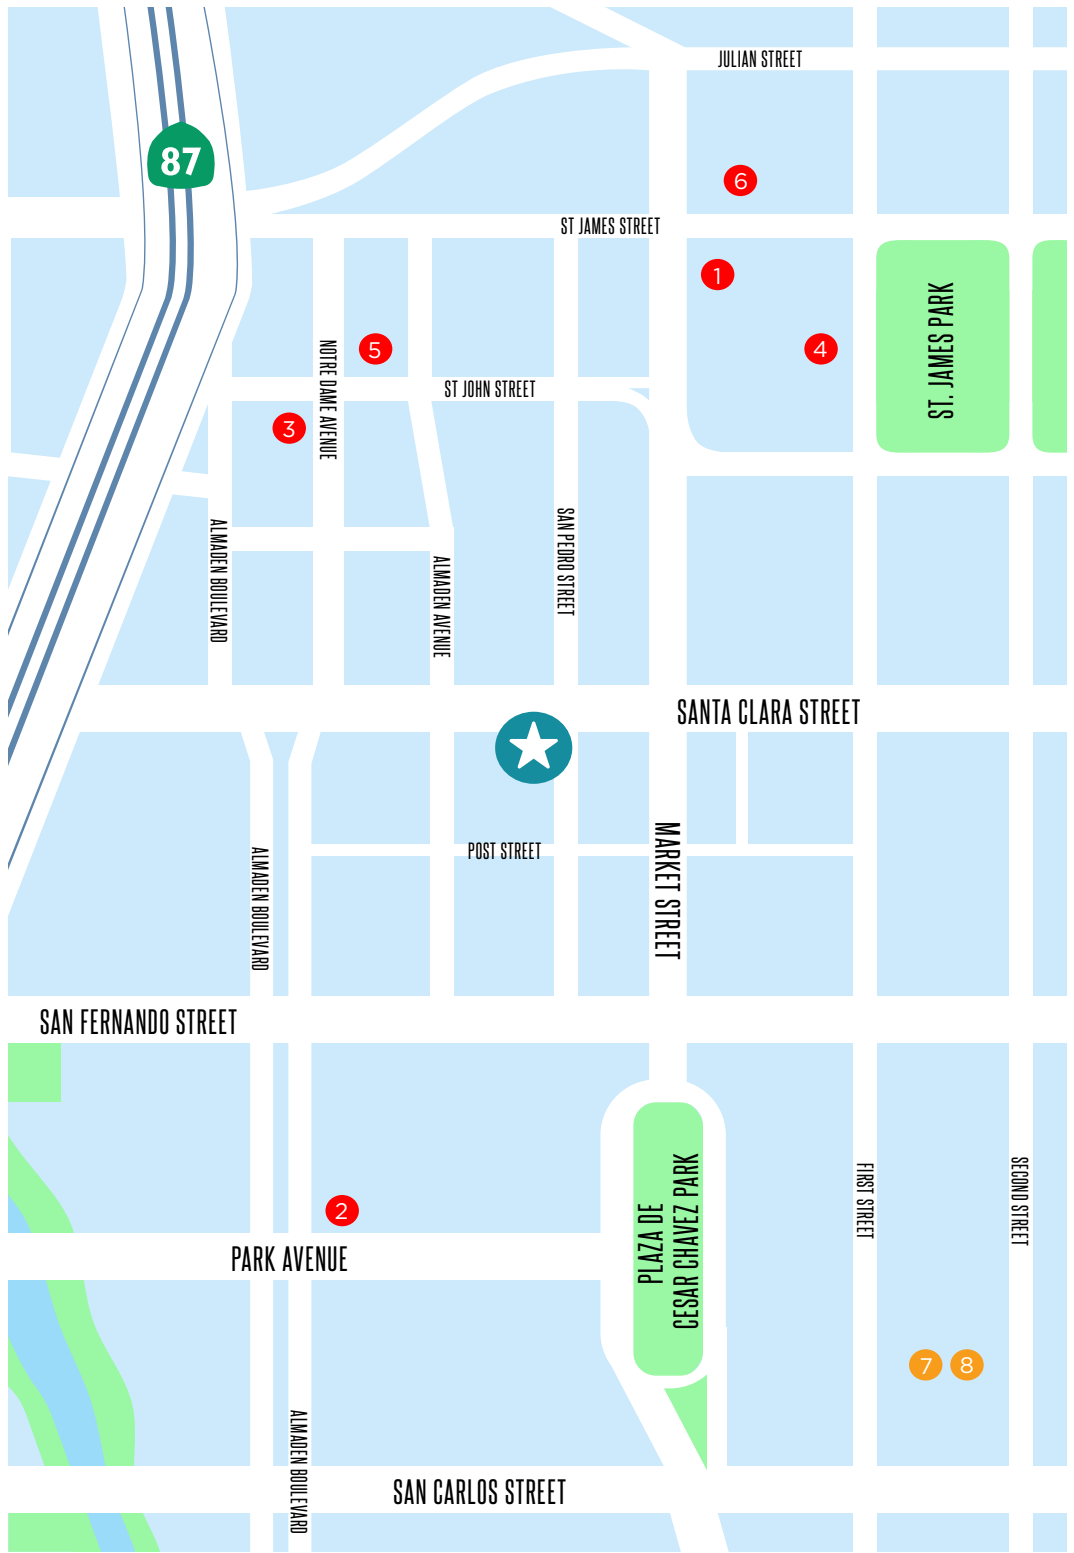 JULIAN STREET
87
6
ST JAMES STREET
1
ST. JAMES PARK
5
4
NOTRE DAME AVENUE
ST JOHN STREET
3
SAN PEDRO STREET
ALMADEN BOULEVARD
ALMADEN AVENUE
SANTA CLARA STREET
MARKET STREET
ALMADEN BOULEVARD
POST STREET
SAN FERNANDO STREET
PLAZA DE
CESAR CHAVEZ PARK
FIRST STREET
SECOND STREET
2
PARK AVENUE
7
8
ALMADEN BOULEVARD
SAN CARLOS STREET